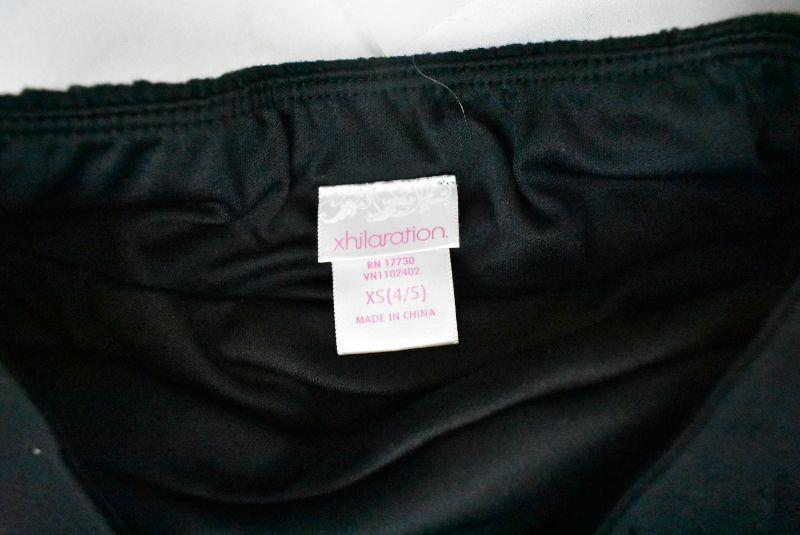 xhilaration.
RN 17730
VN1102402
XS(4/5)
MADE IN CHINA